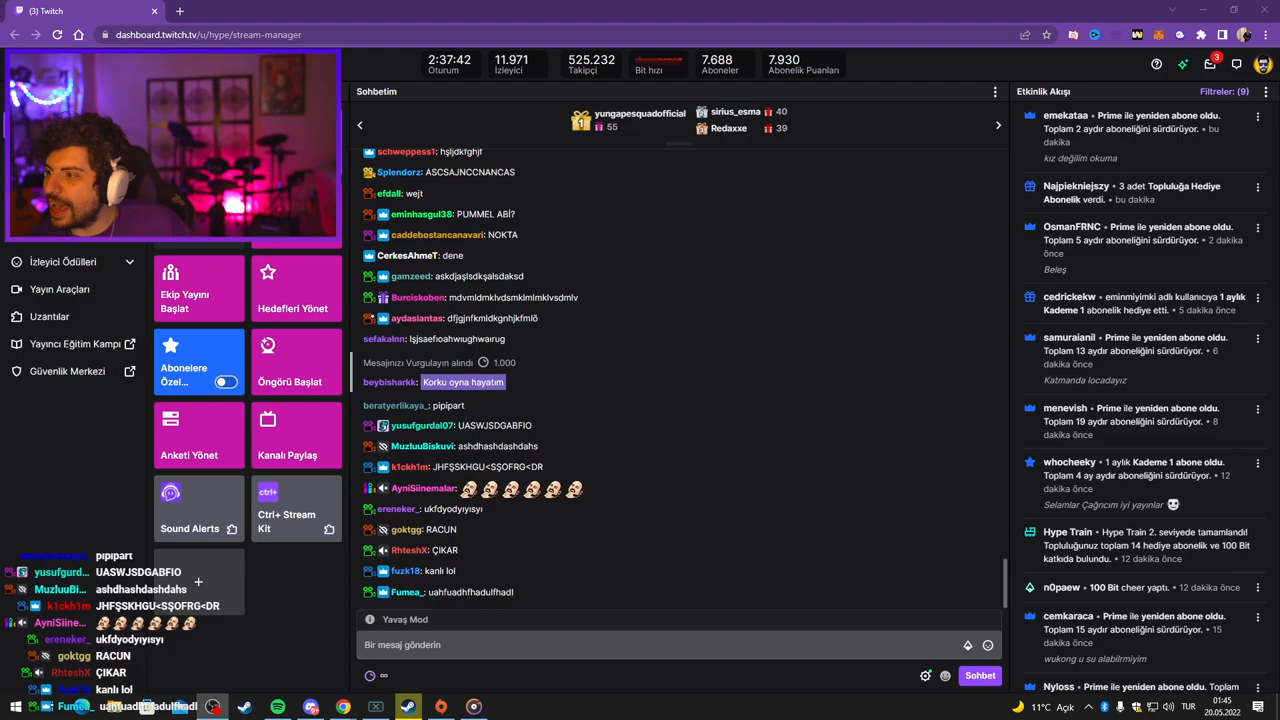 (3) Twitch
dashboard.twitch.tv/u/hype/stream-manager
2:37:42
Oturum
11.971
İzleyici
525.232
Takipçi
Bit hızı
7.688
Aboneler
7.930
Abonelik Puanları
3
İzleyici Ödülleri
Yayın Araçları
Uzantılar
Yayıncı Eğitim Kampı
Güvenlik Merkezi
Ekip Yayını Başlat
Hedefleri Yönet
Abonelere Özel...
Öngörü Başlat
Anketi Yönet
Kanalı Paylaş
Sound Alerts
ctrl+
Ctrl+ Stream Kit
pipipart
yusufgurd... UASWJSDGABFIO
MuzluuBi... ashdhashdashdahs
k1ckh1m JHFŞSKHGU<SŞOFRG<DR
AyniSiine...
ereneker_ ukfdyodyıyısyı
goktgg RACUN
RhteshX ÇIKAR
fuzk18 kanlı lol
Fumea_ uahfuadhfhadulfhadl
Sohbetim
1
yungapesquadofficial
55
sirius_esma 40
Redaxxe 39
schweppess1: hşljdkfghjf
Splendorz: ASCSAJNCCNANCAS
efdall: wejt
eminhasgul38: PUMMEL ABİ?
caddebostancanavari: NOKTA
CerkesAhmeT: dene
gamzeed: askdjaşlsdkşalsdaksd
Burciskoben: mdvmldmklvdsmklmlmklvsdmlv
aydaslantas: dfjgjnfkmldkgnhjkfmlö
sefakalnn: lşjsaefıoahwughwarug
Mesajınızı Vurgulayın alındı 1.000
beybisharkk: Korku oyna hayatım
beratyerlikaya_: pipipart
yusufgurdal07: UASWJSDGABFIO
MuzluuBiskuvi: ashdhashdashdahs
k1ckh1m: JHFŞSKHGU<SŞOFRG<DR
AyniSiinemalar:
ereneker_: ukfdyodyıyısyı
goktgg: RACUN
RhteshX: ÇIKAR
fuzk18: kanlı lol
Fumea_: uahfuadhfhadulfhadl
Yavaş Mod
Bir mesaj gönderin
∞
Sohbet
Etkinlik Akışı
Filtreler: (9)
emekataa • Prime ile yeniden abone oldu.
Toplam 2 aydır aboneliğini sürdürüyor. • bu
dakika
kız değilim okuma
Najpiekniejszy • 3 adet Topluluğa Hediye
Abonelik verdi. • bu dakika
OsmanFRNC • Prime ile yeniden abone oldu.
Toplam 5 aydır aboneliğini sürdürüyor. • 2 dakika
önce
Beleş
cedrickekw • eminmiyimki adlı kullanıcıya 1 aylık
Kademe 1 abonelik hediye etti. • 5 dakika önce
samuraianil • Prime ile yeniden abone oldu.
Toplam 13 aydır aboneliğini sürdürüyor. • 6
dakika önce
Katmanda locadayız
menevish • Prime ile yeniden abone oldu.
Toplam 19 aydır aboneliğini sürdürüyor. • 8
dakika önce
whocheeky • 1 aylık Kademe 1 abone oldu.
Toplam 4 ay aydır aboneliğini sürdürüyor. • 12
dakika önce
Selamlar Çağrıcım iyi yayınlar
Hype Train • Hype Train 2. seviyede tamamlandı!
Topluluğunuz toplam 14 hediye abonelik ve 100 Bit
katkıda bulundu. • 12 dakika önce
n0paew • 100 Bit cheer yaptı. • 12 dakika önce
cemkaraca • Prime ile yeniden abone oldu.
Toplam 15 aydır aboneliğini sürdürüyor. • 15
dakika önce
wukong u su alabilirmiyim
Nyloss • Prime ile yeniden abone oldu. Toplam
11°C Açık
TUR
01:45
20.05.2022